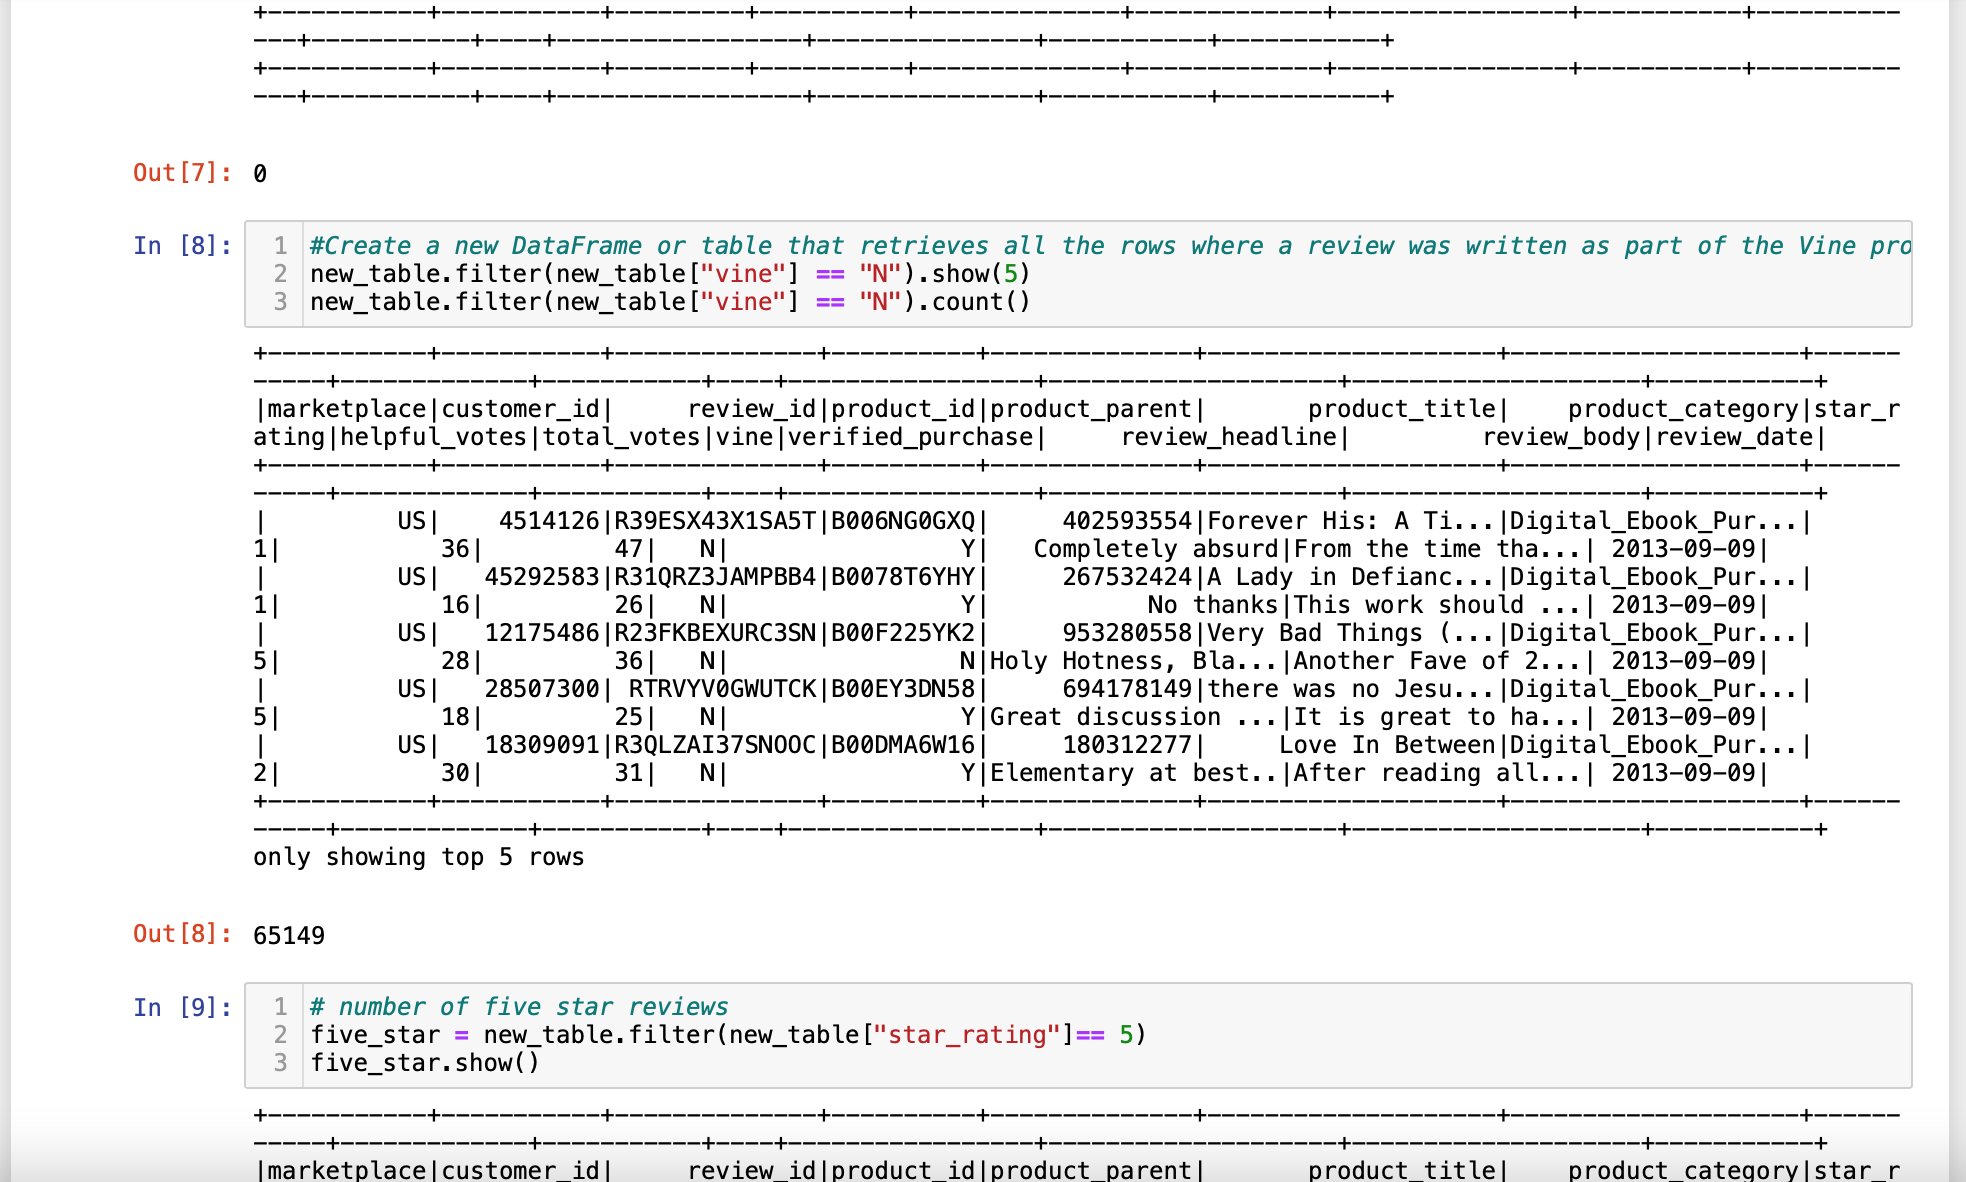 +-----------+-----------+---------+----------+--------------+-------------+----------------+-----------+----------
---+-----------+----+-----------------+---------------+-----------+-----------+
+-----------+-----------+---------+----------+--------------+-------------+----------------+-----------+----------
---+-----------+----+-----------------+---------------+-----------+-----------+
Out[7]: 0
In [8]: 1 #Create a new DataFrame or table that retrieves all the rows where a review was written as part of the Vine pro
2 new_table.filter(new_table["vine"] == "N").show(5)
3 new_table.filter(new_table["vine"] == "N").count()
+-----------+-----------+--------------+----------+--------------+--------------------+--------------------+------
-----+-------------+-----------+----+-----------------+--------------------+--------------------+-----------+
|marketplace|customer_id|     review_id|product_id|product_parent|       product_title|    product_category|star_r
ating|helpful_votes|total_votes|vine|verified_purchase|     review_headline|         review_body|review_date|
+-----------+-----------+--------------+----------+--------------+--------------------+--------------------+------
-----+-------------+-----------+----+-----------------+--------------------+--------------------+-----------+
|         US|    4514126|R39ESX43X1SA5T|B006NG0GXQ|     402593554|Forever His: A Ti...|Digital_Ebook_Pur...|
1|           36|         47|   N|                Y|   Completely absurd|From the time tha...| 2013-09-09|
|         US|   45292583|R31QRZ3JAMPBB4|B0078T6YHY|     267532424|A Lady in Defianc...|Digital_Ebook_Pur...|
1|           16|         26|   N|                Y|           No thanks|This work should ...| 2013-09-09|
|         US|   12175486|R23FKBEXURC3SN|B00F225YK2|     953280558|Very Bad Things (...|Digital_Ebook_Pur...|
5|           28|         36|   N|                N|Holy Hotness, Bla...|Another Fave of 2...| 2013-09-09|
|         US|   28507300| RTRVYV0GWUTCK|B00EY3DN58|     694178149|there was no Jesu...|Digital_Ebook_Pur...|
5|           18|         25|   N|                Y|Great discussion ...|It is great to ha...| 2013-09-09|
|         US|   18309091|R3QLZAI37SNOOC|B00DMA6W16|     180312277|     Love In Between|Digital_Ebook_Pur...|
2|           30|         31|   N|                Y|Elementary at best..|After reading all...| 2013-09-09|
+-----------+-----------+--------------+----------+--------------+--------------------+--------------------+------
-----+-------------+-----------+----+-----------------+--------------------+--------------------+-----------+
only showing top 5 rows
Out[8]: 65149
In [9]: 1 # number of five star reviews
2 five_star = new_table.filter(new_table["star_rating"]== 5)
3 five_star.show()
+-----------+-----------+--------------+----------+--------------+--------------------+--------------------+------
-----+-------------+-----------+----+-----------------+--------------------+--------------------+-----------+
|marketplace|customer_id|     review_id|product_id|product_parent|       product_title|    product_category|star_r